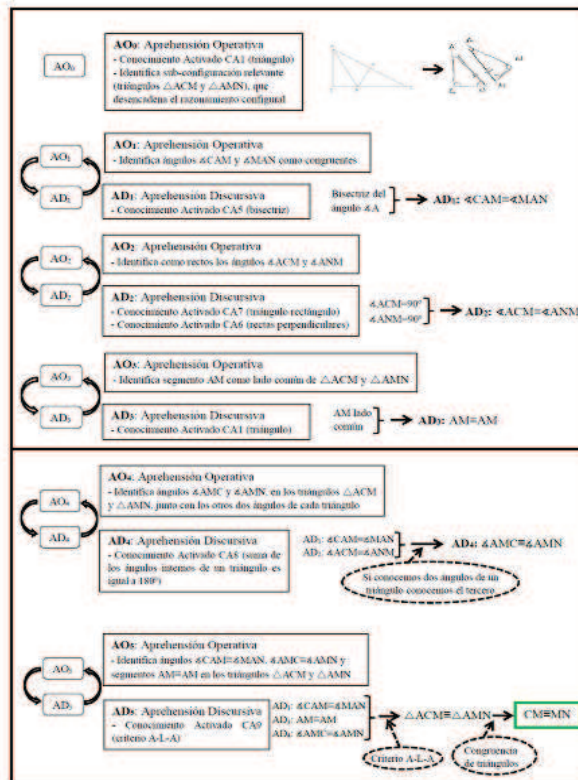 AO₀
AO₀: Aprehensión Operativa
- Conocimiento Activado CA1 (triángulo)
- Identifica sub-configuración relevante
(triángulos △ACM y △AMN), que
desencadena el razonamiento configural
AO₁
AD₁
AO₁: Aprehensión Operativa
- Identifica ángulos ∡CAM y ∡MAN como congruentes
AD₁: Aprehensión Discursiva
- Conocimiento Activado CA5 (bisectriz)
Bisectriz del
ángulo ∡A
AD₁: ∡CAM≡∡MAN
AO₂
AD₂
AO₂: Aprehensión Operativa
- Identifica como rectos los ángulos ∡ACM y ∡ANM
AD₂: Aprehensión Discursiva
- Conocimiento Activado CA7 (triángulo rectángulo)
- Conocimiento Activado CA6 (rectas perpendiculares)
∡ACM=90º
∡ANM=90º
AD₂: ∡ACM≡∡ANM
AO₃
AD₃
AO₃: Aprehensión Operativa
- Identifica segmento AM como lado común de △ACM y △AMN
AD₃: Aprehensión Discursiva
- Conocimiento Activado CA1 (triángulo)
AM lado
común
AD₃: AM≡AM
AO₄
AD₄
AO₄: Aprehensión Operativa
- Identifica ángulos ∡AMC y ∡AMN, en los triángulos △ACM
y △AMN, junto con los otros dos ángulos de cada triángulo
AD₄: Aprehensión Discursiva
- Conocimiento Activado CA8 (suma de
los ángulos internos de un triángulo es
igual a 180º)
AD₁: ∡CAM≡∡MAN
AD₂: ∡ACM≡∡ANM
AD₄: ∡AMC≡∡AMN
Si conocemos dos ángulos de un
triángulo conocemos el tercero
AO₅
AD₅
AO₅: Aprehensión Operativa
- Identifica ángulos ∡CAM≡∡MAN, ∡AMC≡∡AMN y
segmentos AM≡AM en los triángulos △ACM y △AMN
AD₅: Aprehensión Discursiva
- Conocimiento Activado CA9
(criterio A-L-A)
AD₁: ∡CAM≡∡MAN
AD₃: AM≡AM
AD₄: ∡AMC≡∡AMN
△ACM≡△AMN
CM≡MN
Criterio A-L-A
Congruencia
de triángulos